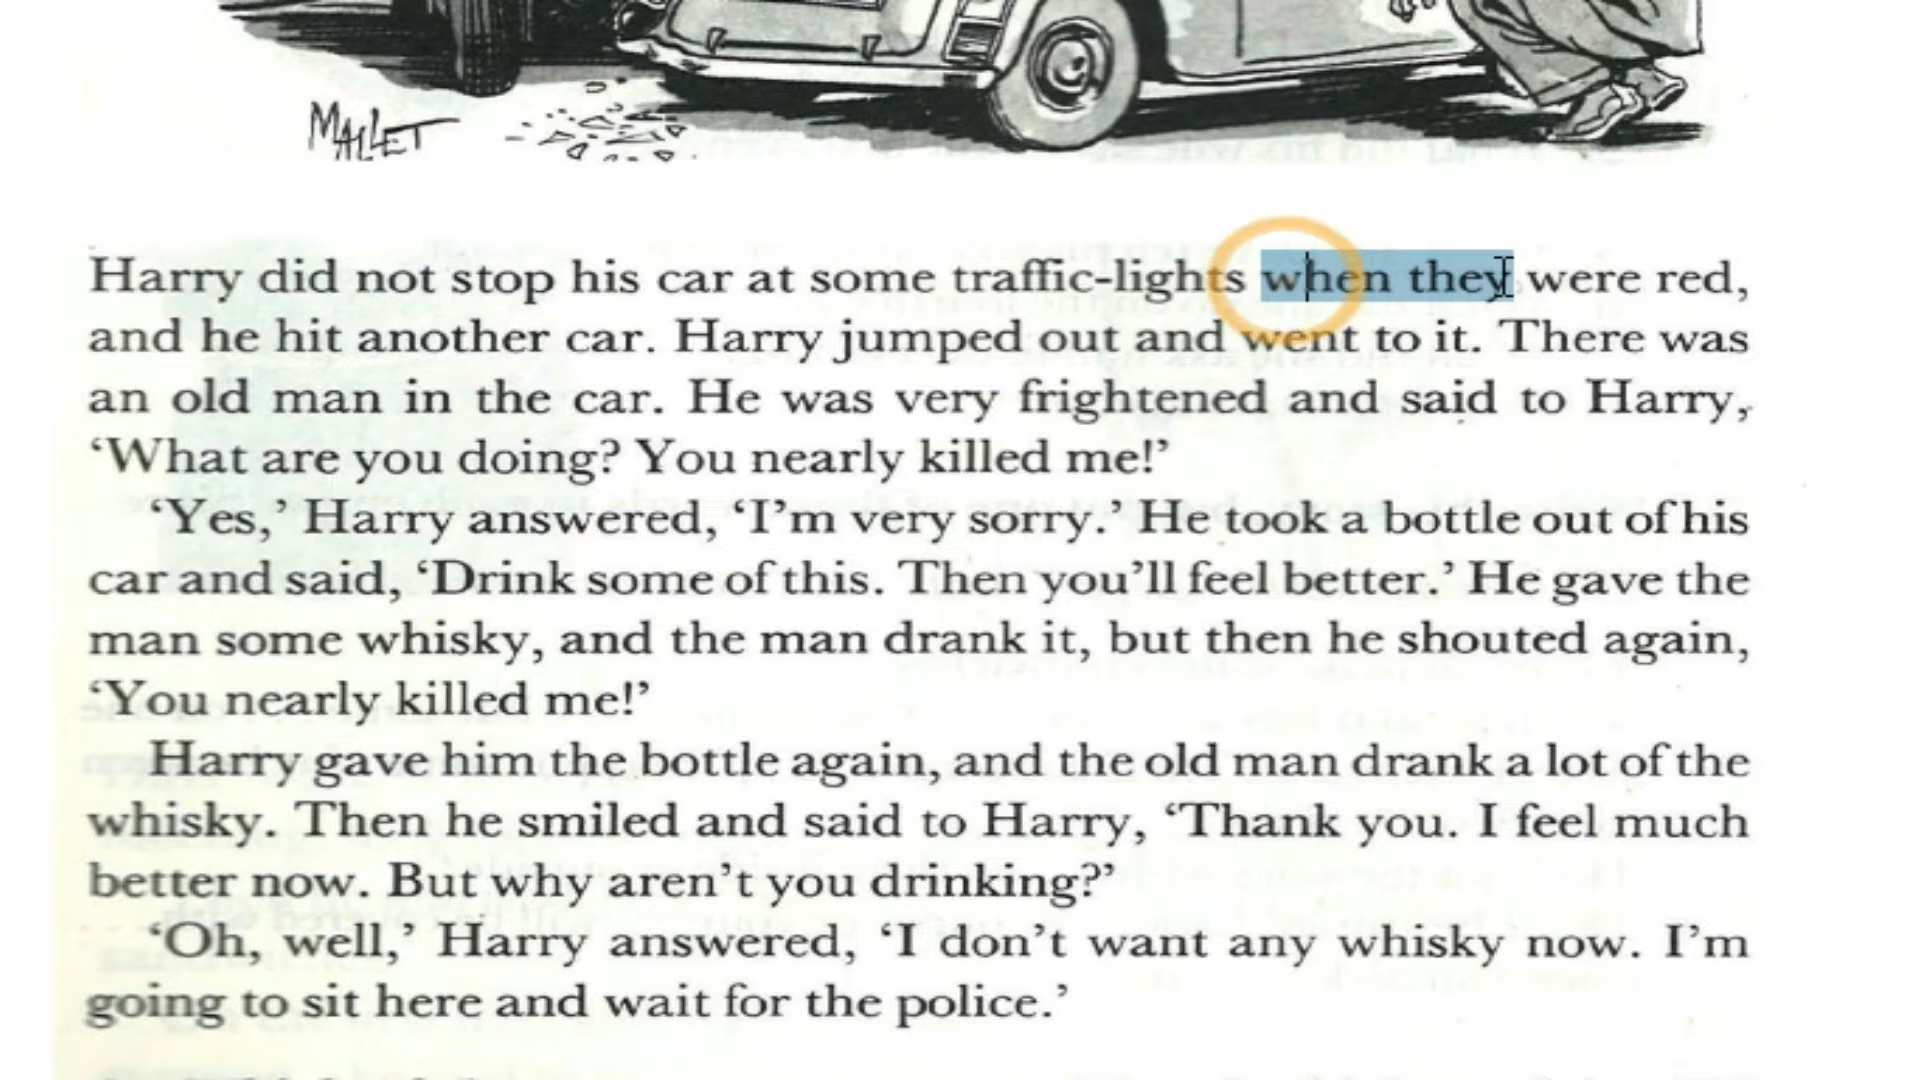 MALLET
Harry did not stop his car at some traffic-lights when they were red,
and he hit another car. Harry jumped out and went to it. There was
an old man in the car. He was very frightened and said to Harry,
‘What are you doing? You nearly killed me!’
‘Yes,’ Harry answered, ‘I’m very sorry.’ He took a bottle out of his
car and said, ‘Drink some of this. Then you’ll feel better.’ He gave the
man some whisky, and the man drank it, but then he shouted again,
‘You nearly killed me!’
Harry gave him the bottle again, and the old man drank a lot of the
whisky. Then he smiled and said to Harry, ‘Thank you. I feel much
better now. But why aren’t you drinking?’
‘Oh, well,’ Harry answered, ‘I don’t want any whisky now. I’m
going to sit here and wait for the police.’